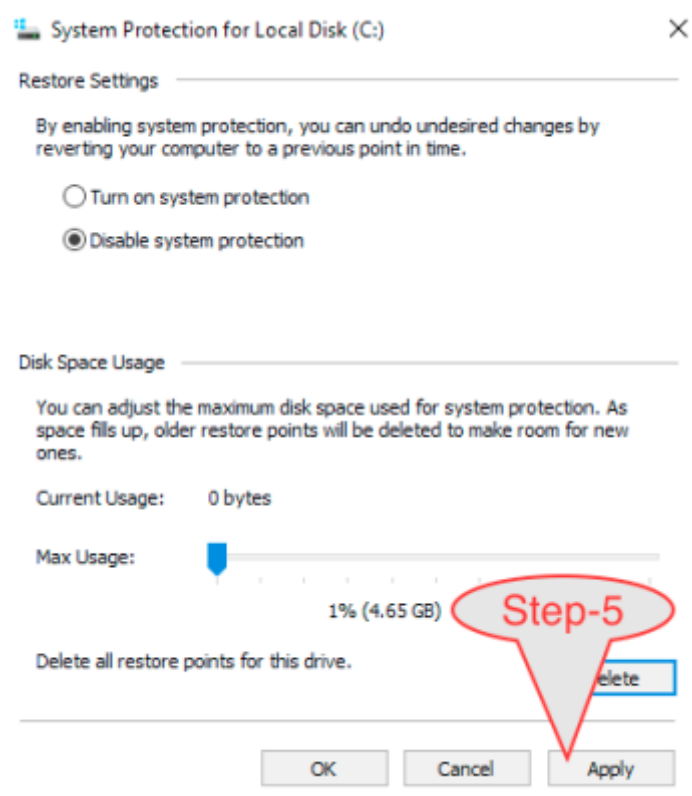 System Protection for Local Disk (C:)
Restore Settings
By enabling system protection, you can undo undesired changes by
reverting your computer to a previous point in time.
Turn on system protection
Disable system protection
Disk Space Usage
You can adjust the maximum disk space used for system protection. As
space fills up, older restore points will be deleted to make room for new
ones.
Current Usage: 0 bytes
Max Usage:
1% (4.65 GB)
Step-5
Delete all restore points for this drive.
elete
OK Cancel Apply